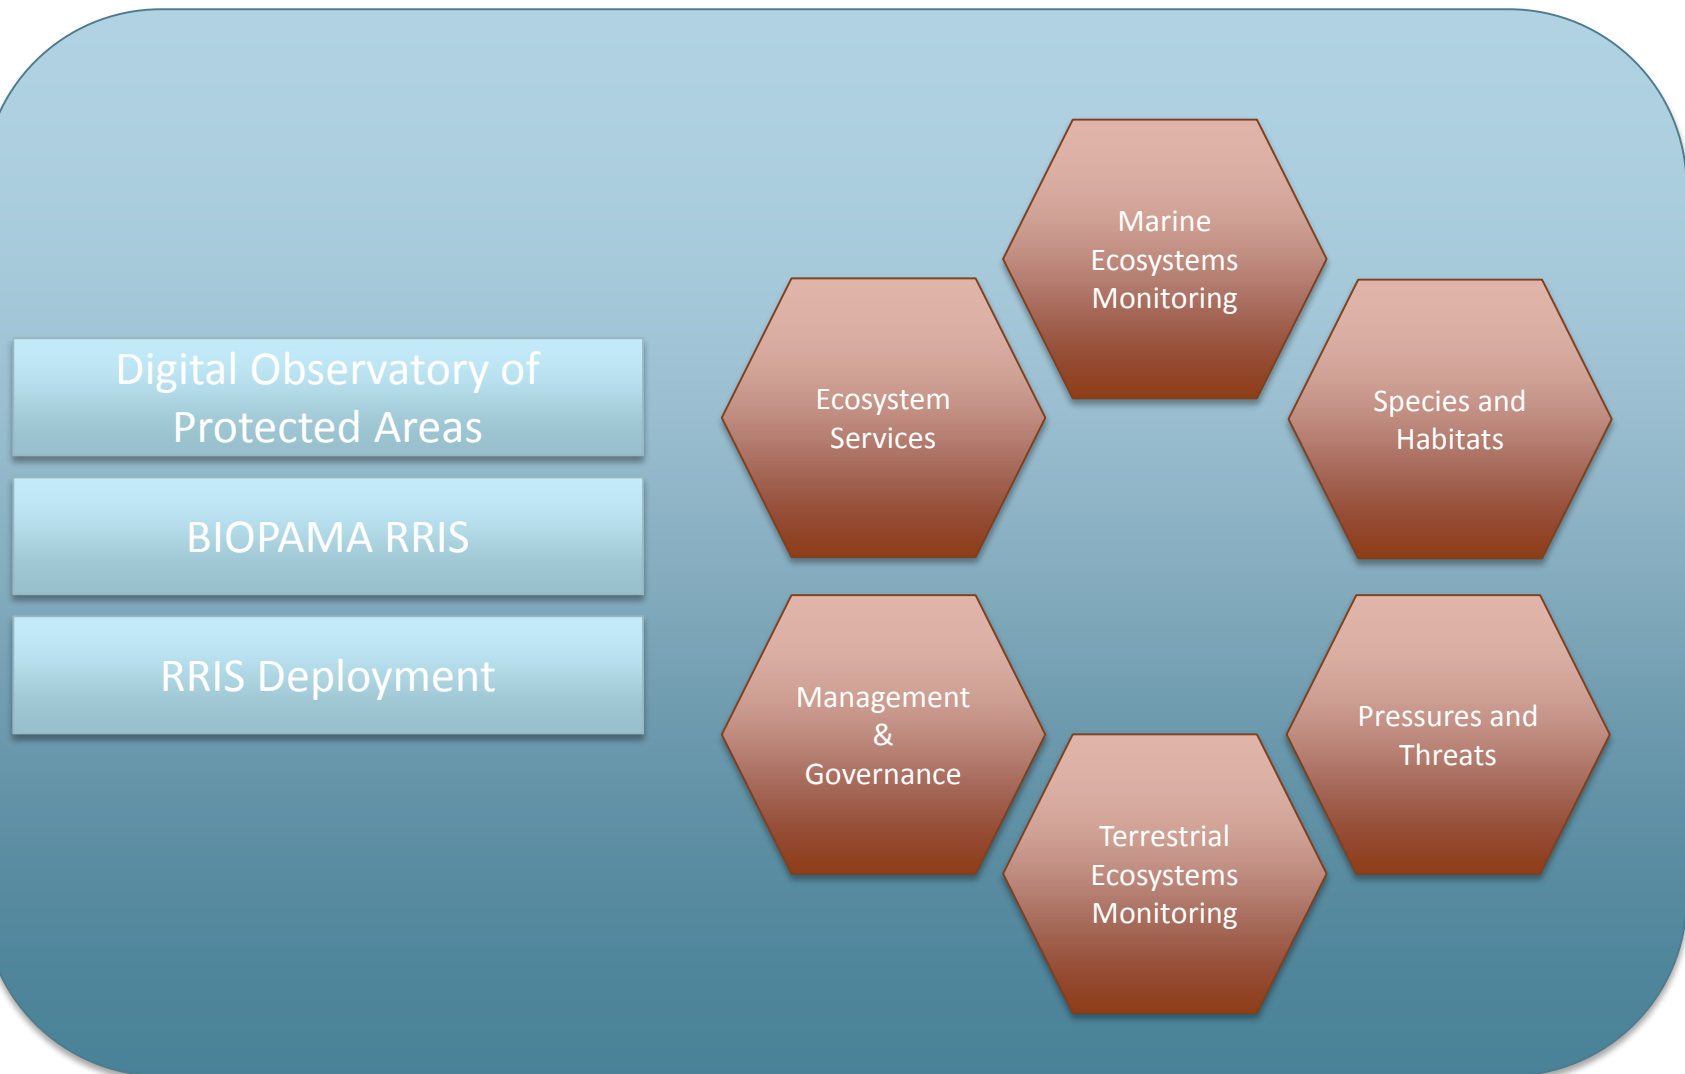 Digital Observatory of
Protected Areas
BIOPAMA RRIS
RRIS Deployment
Marine
Ecosystems
Monitoring
Ecosystem
Services
Species and
Habitats
Management
&
Governance
Pressures and
Threats
Terrestrial
Ecosystems
Monitoring